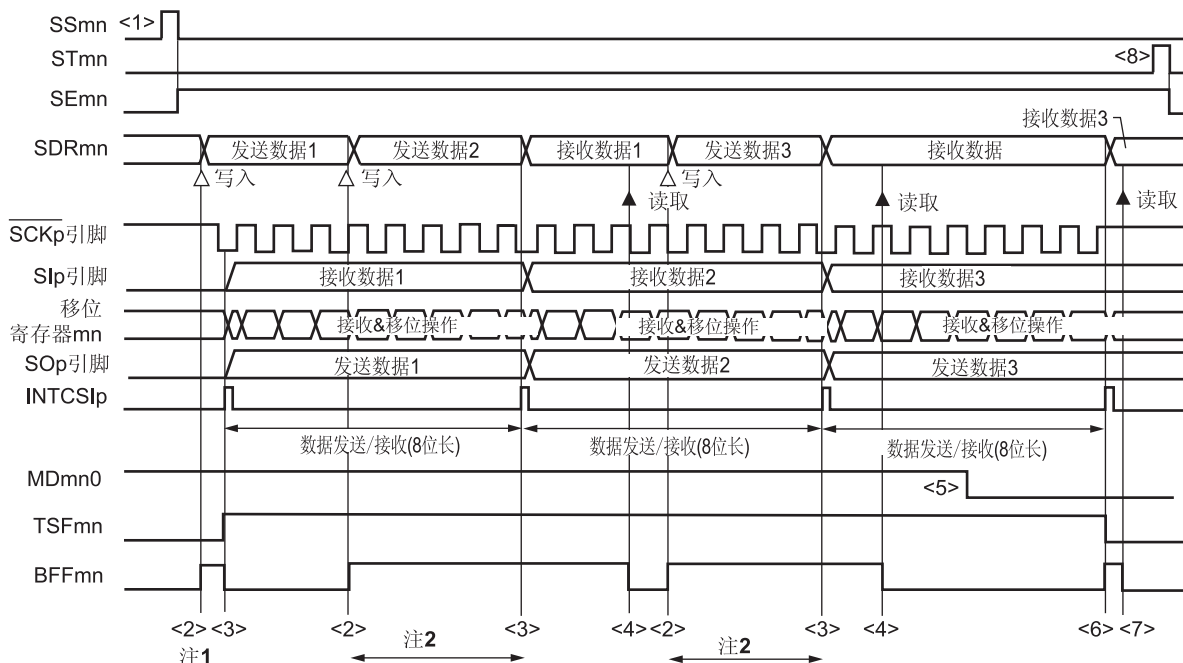 SSmn <1>
STmn <8>
SEmn
接收数据3
SDRmn 发送数据1 发送数据2 接收数据1 发送数据3 接收数据
写入 写入 读取 写入 读取 读取
SCKp引脚
SIp引脚 接收数据1 接收数据2 接收数据3
移位
寄存器mn 接收&移位操作 接收&移位操作 接收&移位操作
SOp引脚 发送数据1 发送数据2 发送数据3
INTCSIp
数据发送/接收(8位长) 数据发送/接收(8位长) 数据发送/接收(8位长)
MDmn0 <5>
TSFmn
BFFmn
<2> <3> <2> <3> <4> <2> <3> <4> <6> <7>
注1 注2 注2